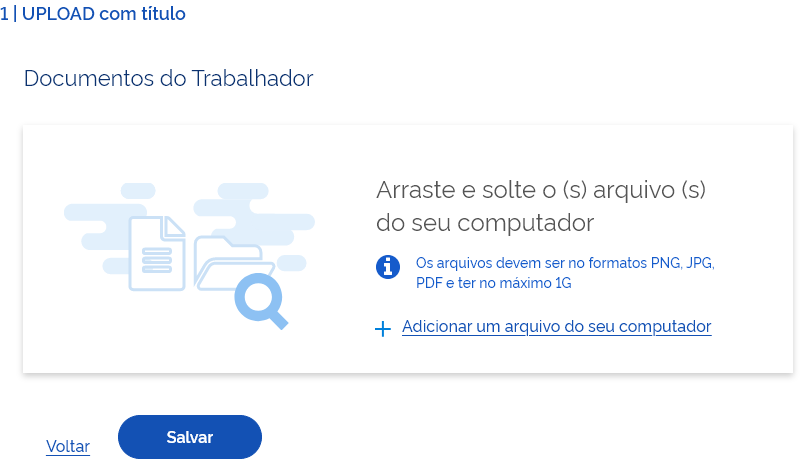 1 | UPLOAD com título
Documentos do Trabalhador
Arraste e solte o (s) arquivo (s)
do seu computador
Os arquivos devem ser no formatos PNG, JPG,
PDF e ter no máximo 1G
Adicionar um arquivo do seu computador
Voltar
Salvar